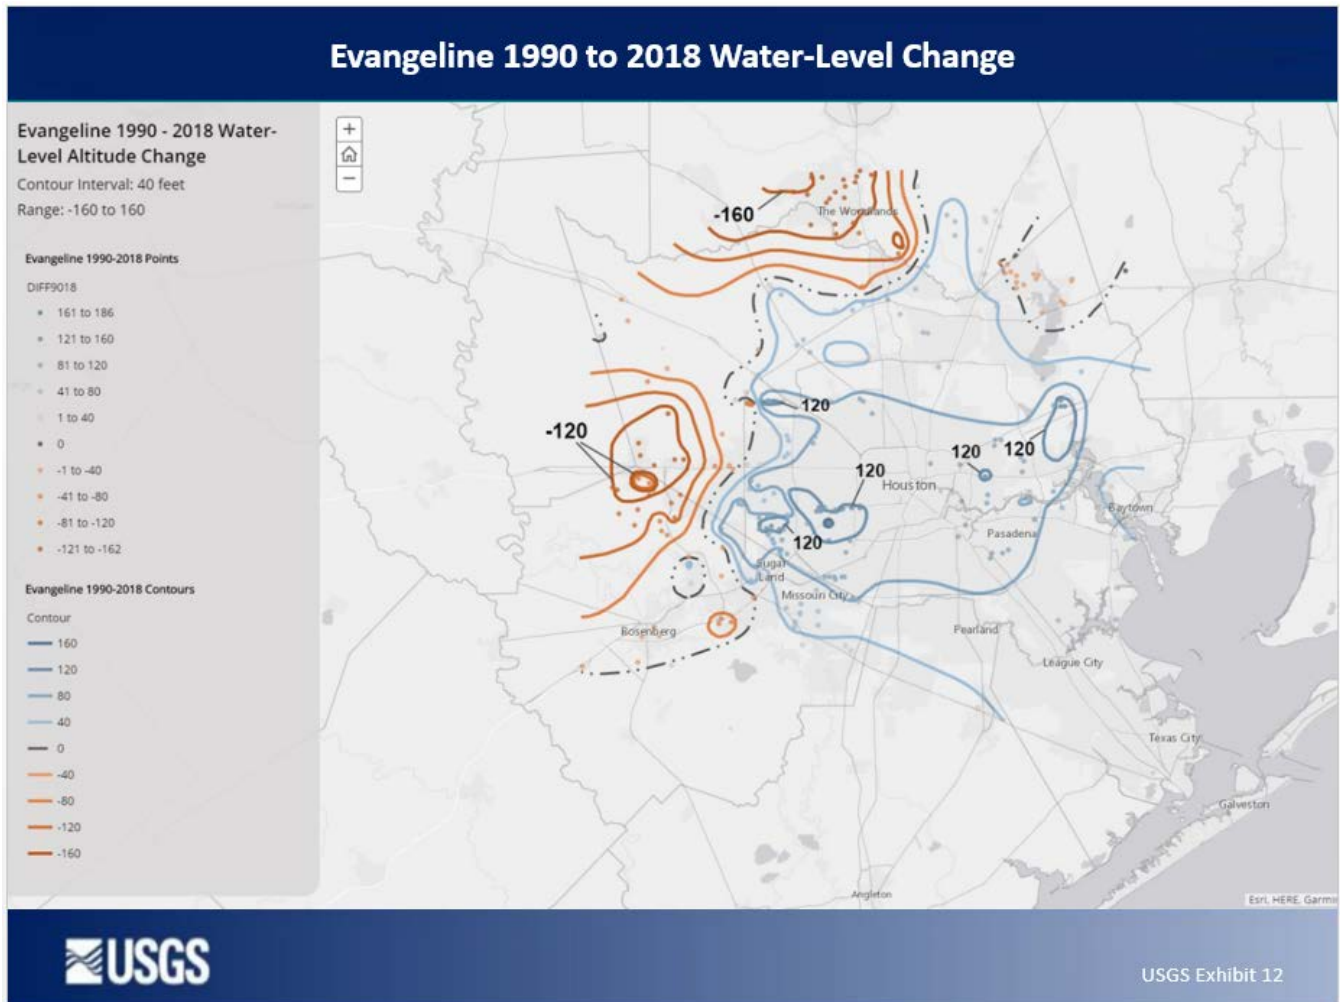 Evangeline 1990 to 2018 Water-Level Change
Evangeline 1990 - 2018 Water-
Level Altitude Change
Contour Interval: 40 feet
Range: -160 to 160
Evangeline 1990-2018 Points
DIFF9018
161 to 186
121 to 160
81 to 120
41 to 80
1 to 40
0
-1 to -40
-41 to -80
-81 to -120
-121 to -162
Evangeline 1990-2018 Contours
Contour
160
120
80
40
0
-40
-80
-120
-160
+
−
-160
The Woodlands
120
-120
120
120
120
Houston
Baytown
Pasadena
120
Sugar
Land
Missouri City
Rosenberg
Pearland
League City
Texas City
Galveston
Angleton
Esri, HERE, Garmi
USGS
USGS Exhibit 12